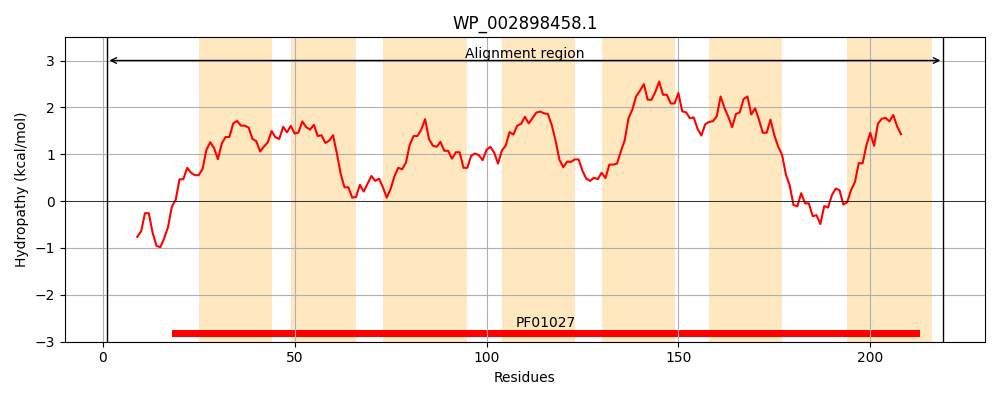 WP_002898458.1
Hydropathy (kcal/mol)
3
2
1
0
−1
−2
−3
Alignment region
PF01027
0
50
100
150
200
Residues